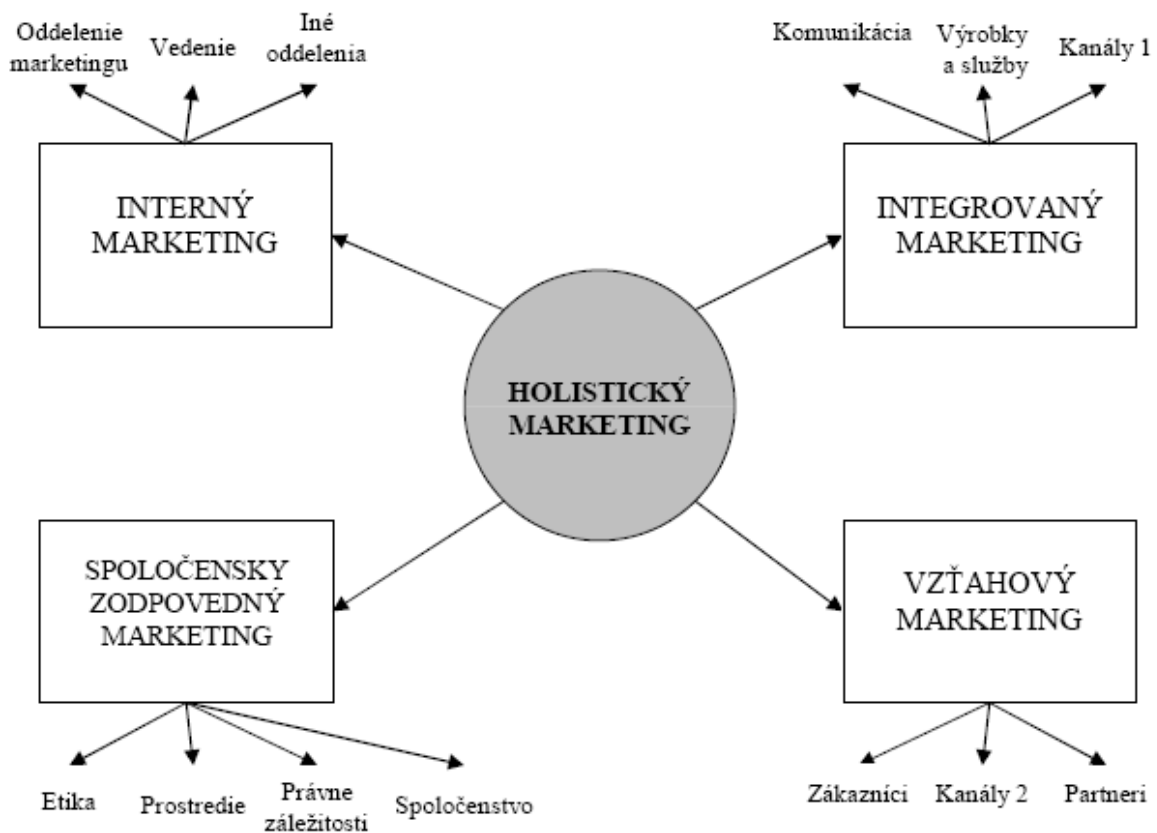 Oddelenie
marketingu
Vedenie
Iné
oddelenia
Komunikácia
Výrobky
a služby
Kanály 1
INTERNÝ
MARKETING
INTEGROVANÝ
MARKETING
HOLISTICKÝ
MARKETING
SPOLOČENSKY
ZODPOVEDNÝ
MARKETING
VZŤAHOVÝ
MARKETING
Etika
Prostredie
Právne
záležitosti
Spoločenstvo
Zákazníci
Kanály 2
Partneri